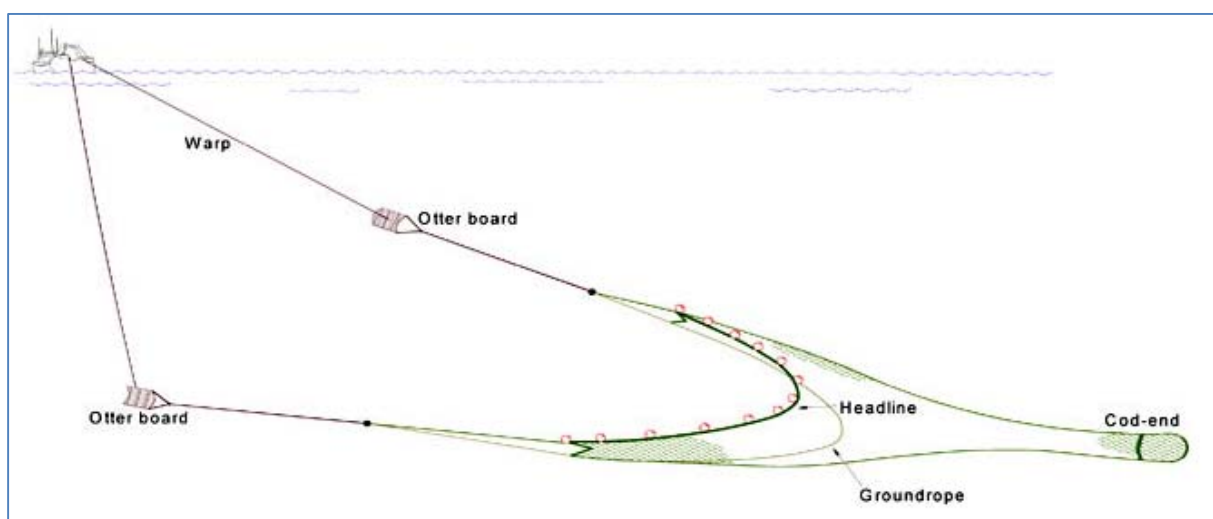 Warp
Otter board
Otter board
Headline
Cod-end
Groundrope